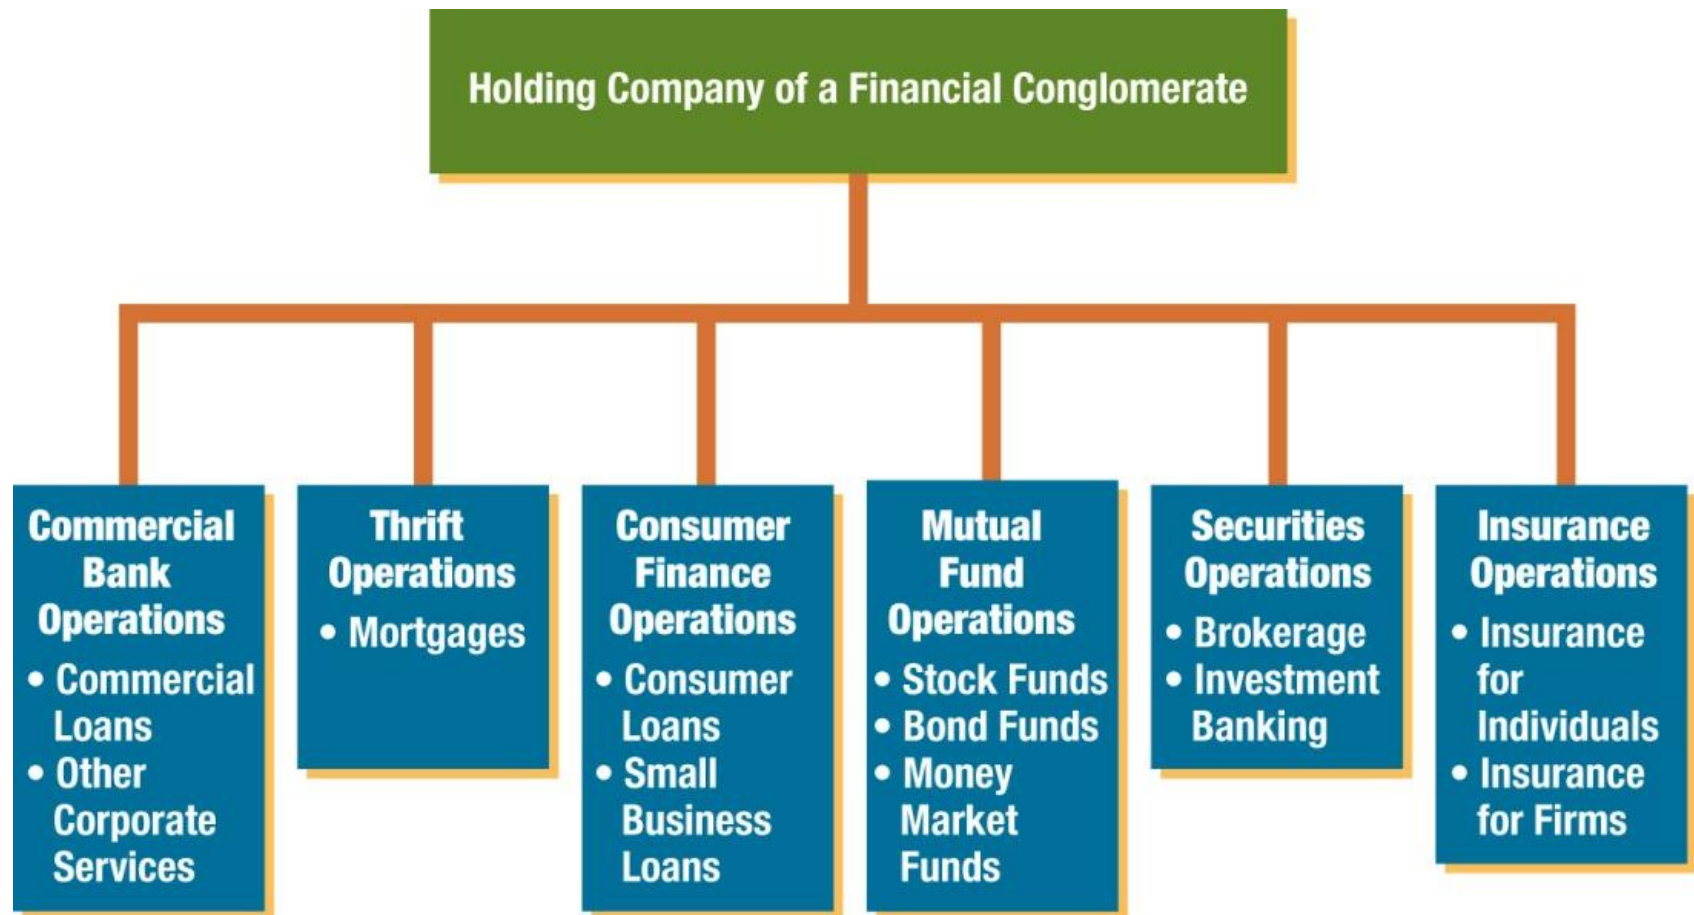 Holding Company of a Financial Conglomerate
Commercial
Bank
Operations
• Commercial
Loans
• Other
Corporate
Services
Thrift
Operations
• Mortgages
Consumer
Finance
Operations
• Consumer
Loans
• Small
Business
Loans
Mutual
Fund
Operations
• Stock Funds
• Bond Funds
• Money
Market
Funds
Securities
Operations
• Brokerage
• Investment
Banking
Insurance
Operations
• Insurance
for
Individuals
• Insurance
for Firms